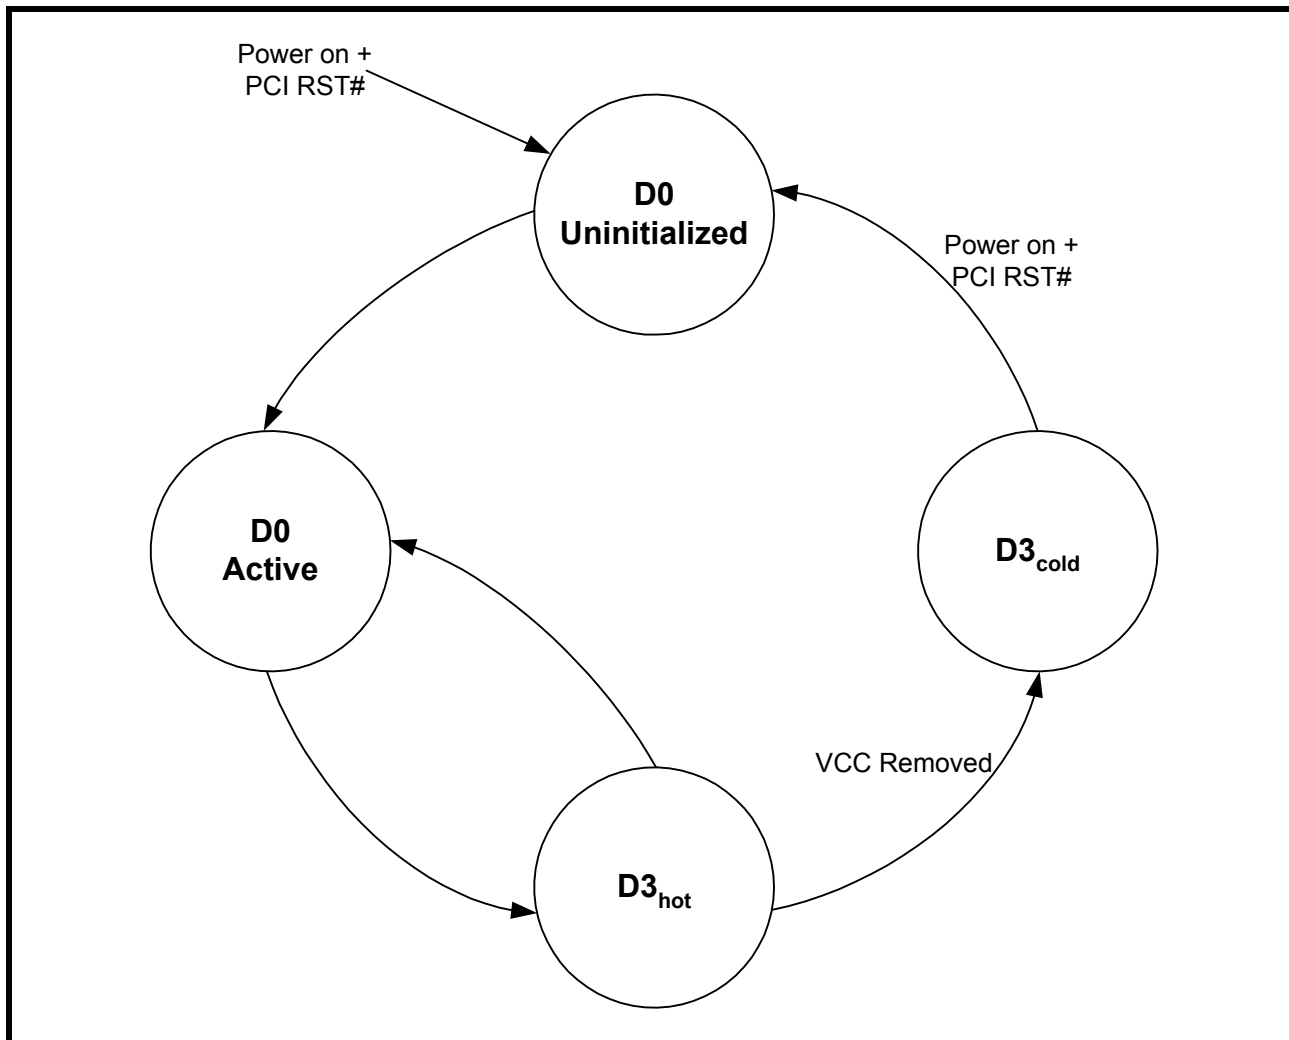 Power on +
PCI RST#
D0
Uninitialized
Power on +
PCI RST#
D0
Active
D3cold
VCC Removed
D3hot